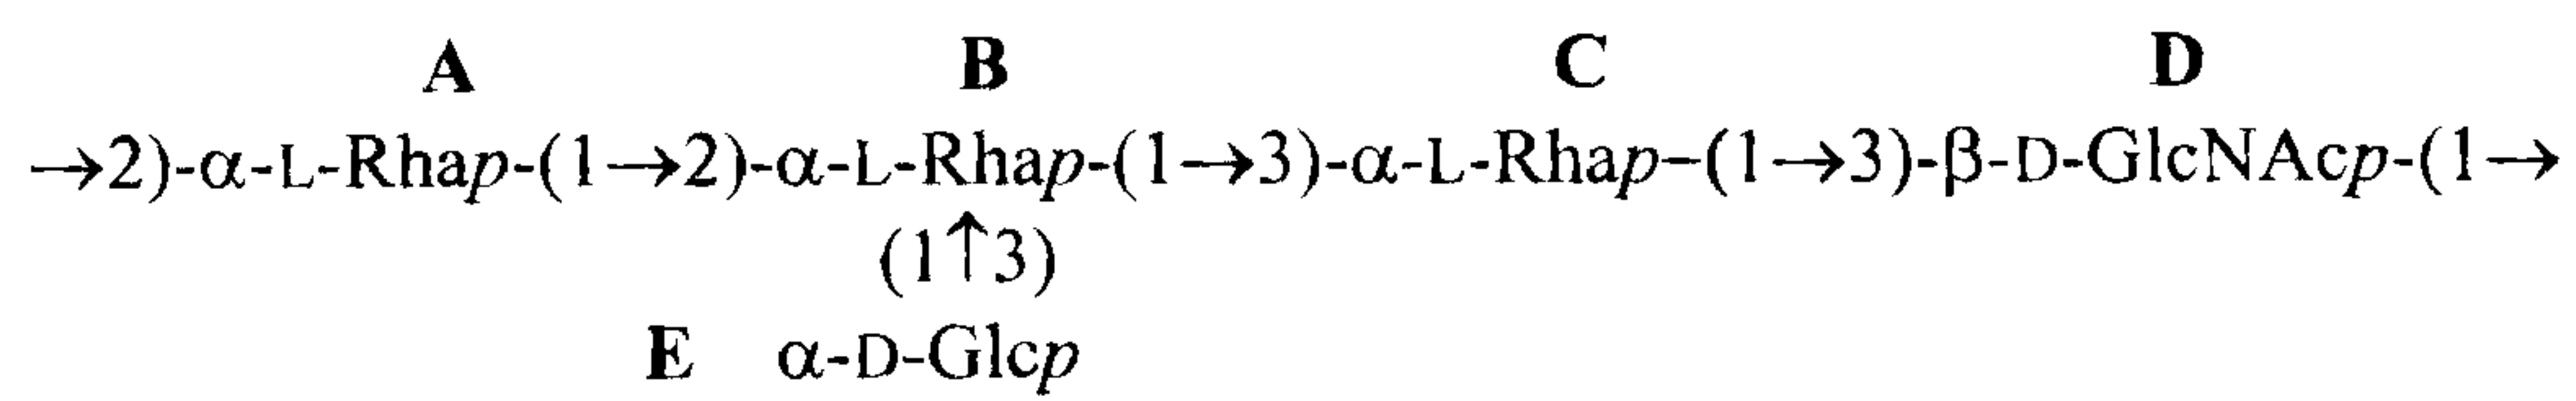 A B C D
→2)-α-L-Rhap-(1→2)-α-L-Rhap-(1→3)-α-L-Rhap-(1→3)-β-D-GlcNAcp-(1→
(1↑3)
E α-D-Glcp